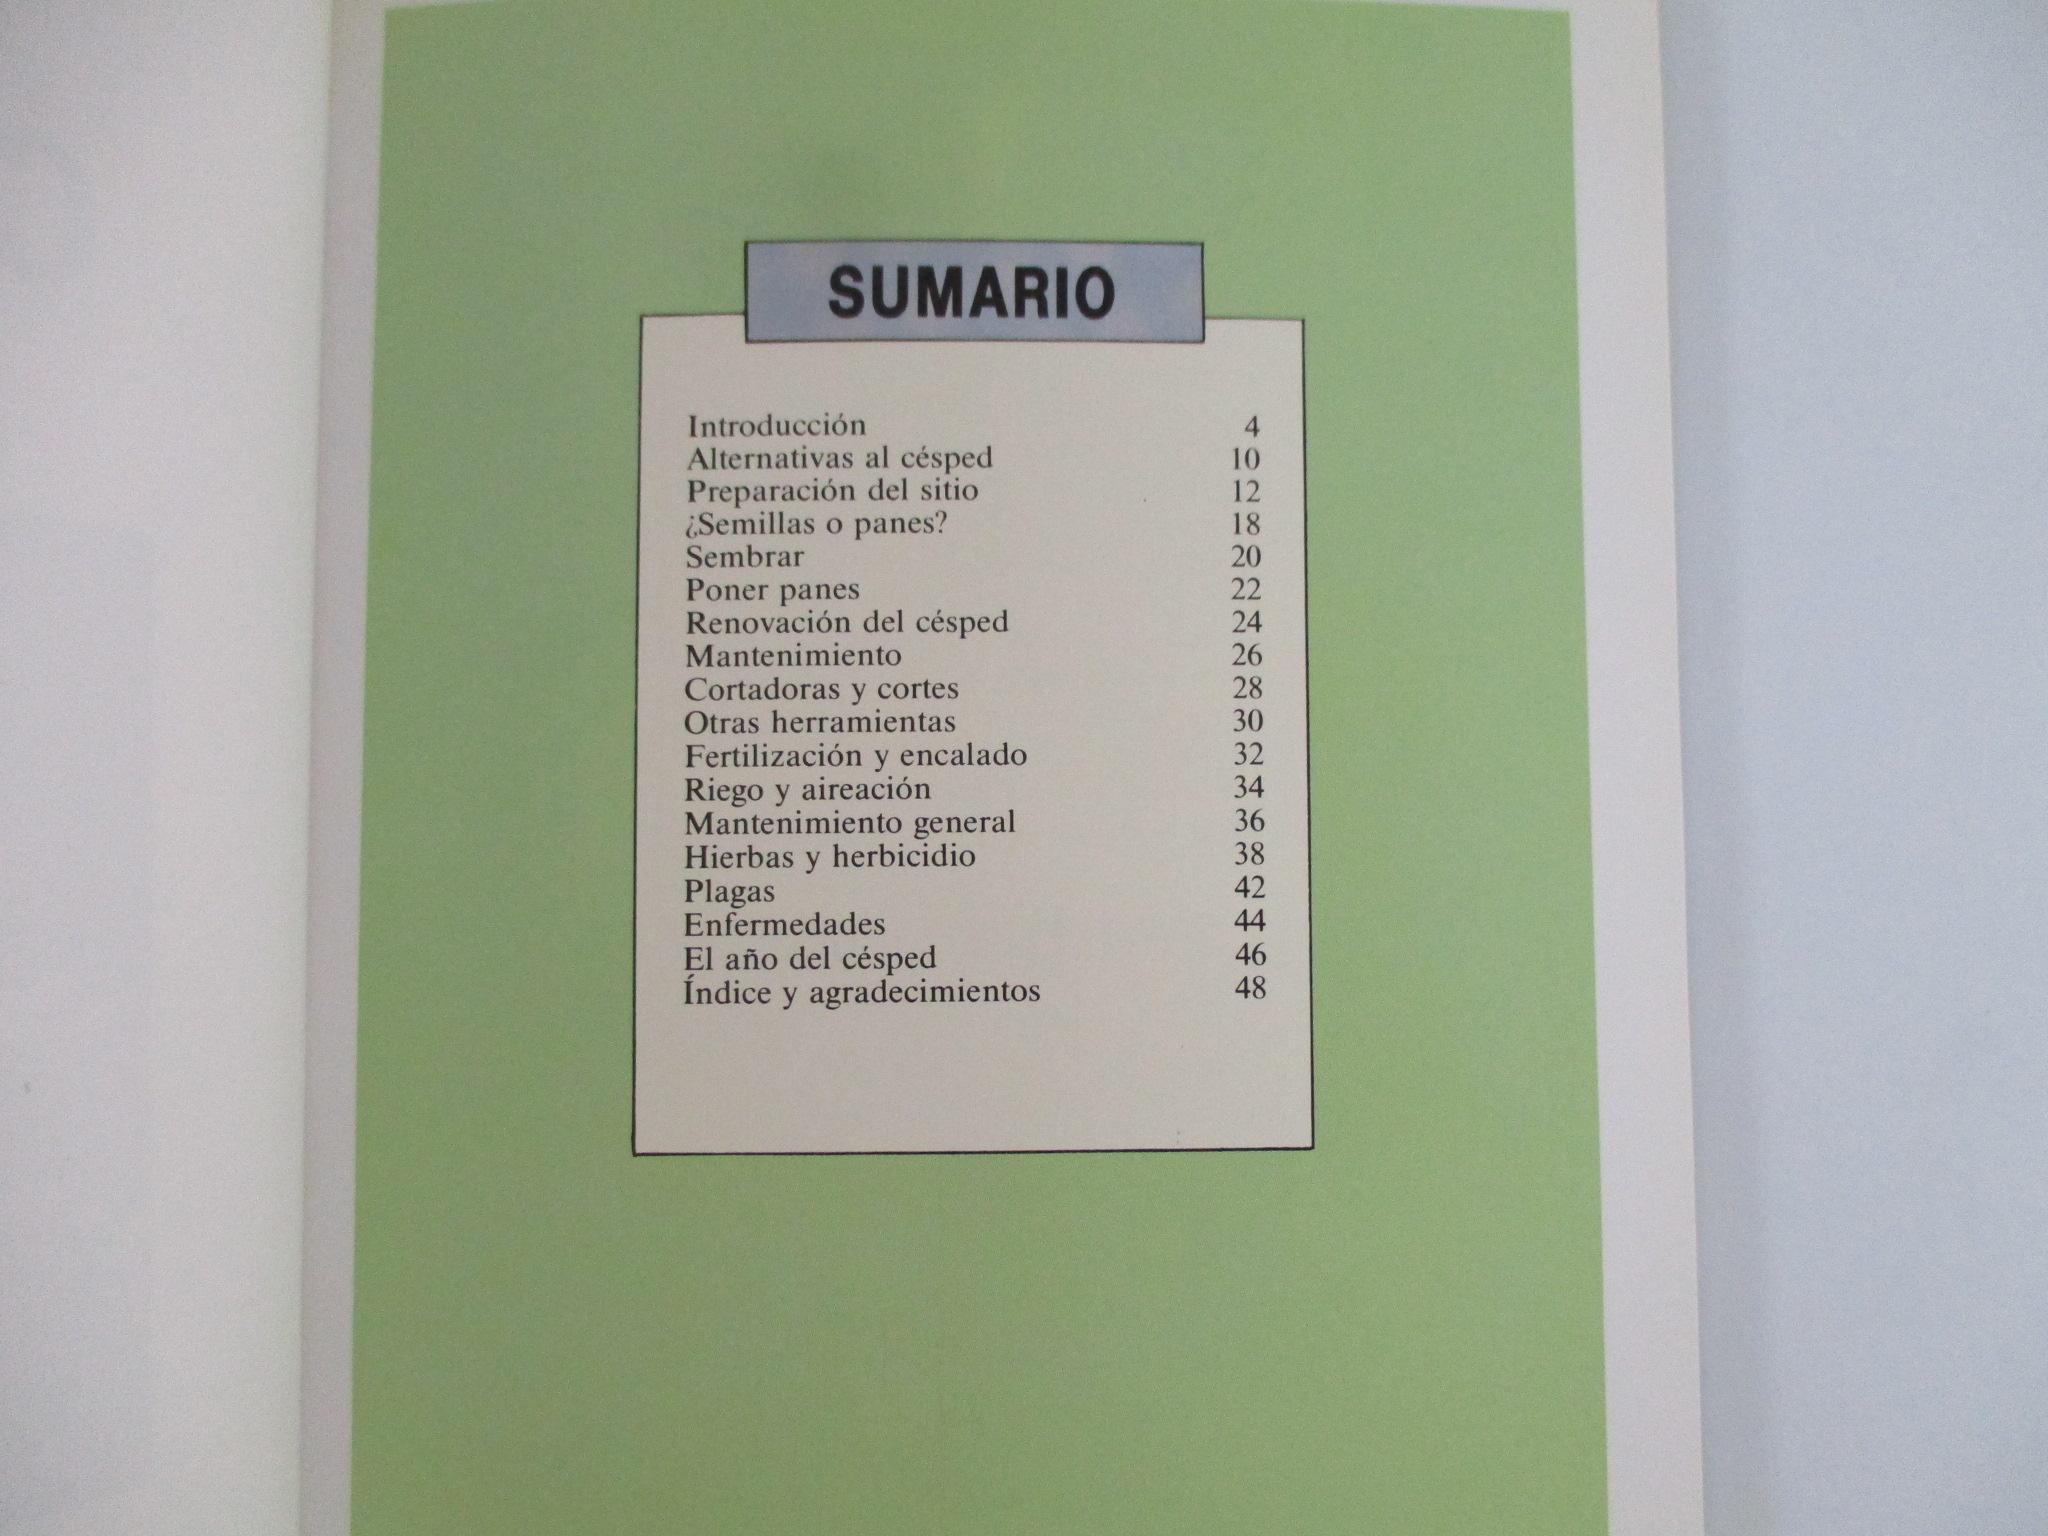 SUMARIO
Introducción 4
Alternativas al césped 10
Preparación del sitio 12
¿Semillas o panes? 18
Sembrar 20
Poner panes 22
Renovación del césped 24
Mantenimiento 26
Cortadoras y cortes 28
Otras herramientas 30
Fertilización y encalado 32
Riego y aireación 34
Mantenimiento general 36
Hierbas y herbicidio 38
Plagas 42
Enfermedades 44
El año del césped 46
Índice y agradecimientos 48